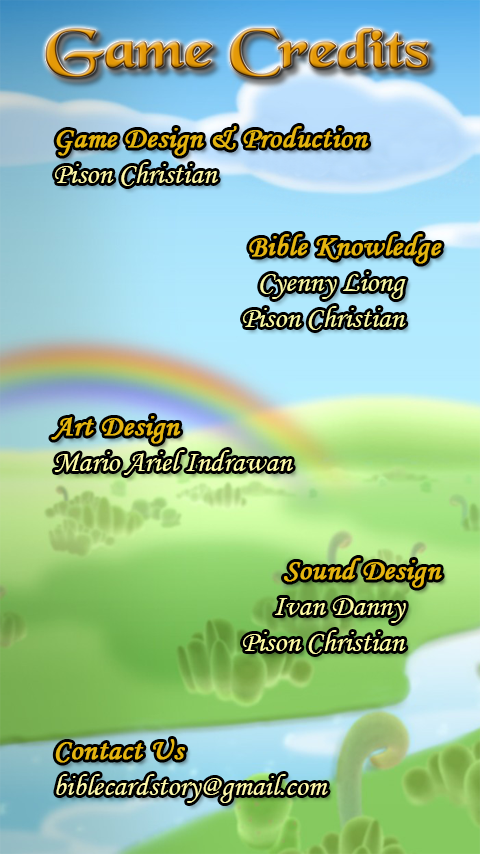 Game Credits
Game Design & Production
Pison Christian
Bible Knowledge
Cyenny Liong
Pison Christian
Art Design
Mario Ariel Indrawan
Sound Design
Ivan Danny
Pison Christian
Contact Us
biblecardstory@gmail.com